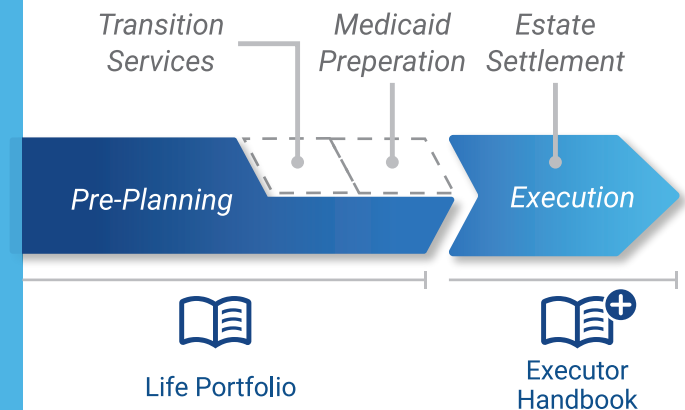 Transition
Services
Medicaid
Preperation
Estate
Settlement
Pre-Planning
Execution
Life Portfolio
Executor
Handbook